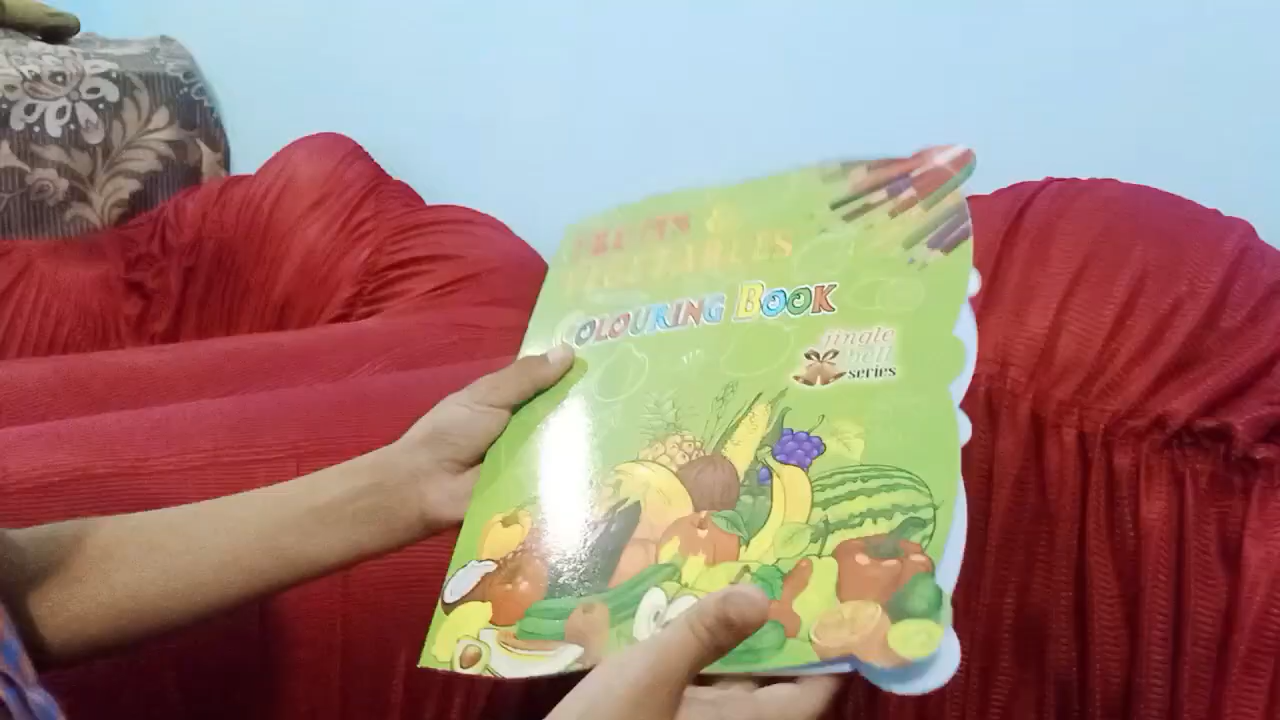 FRUITS &
VEGETABLES
COLOURING BOOK
jingle
bell
series